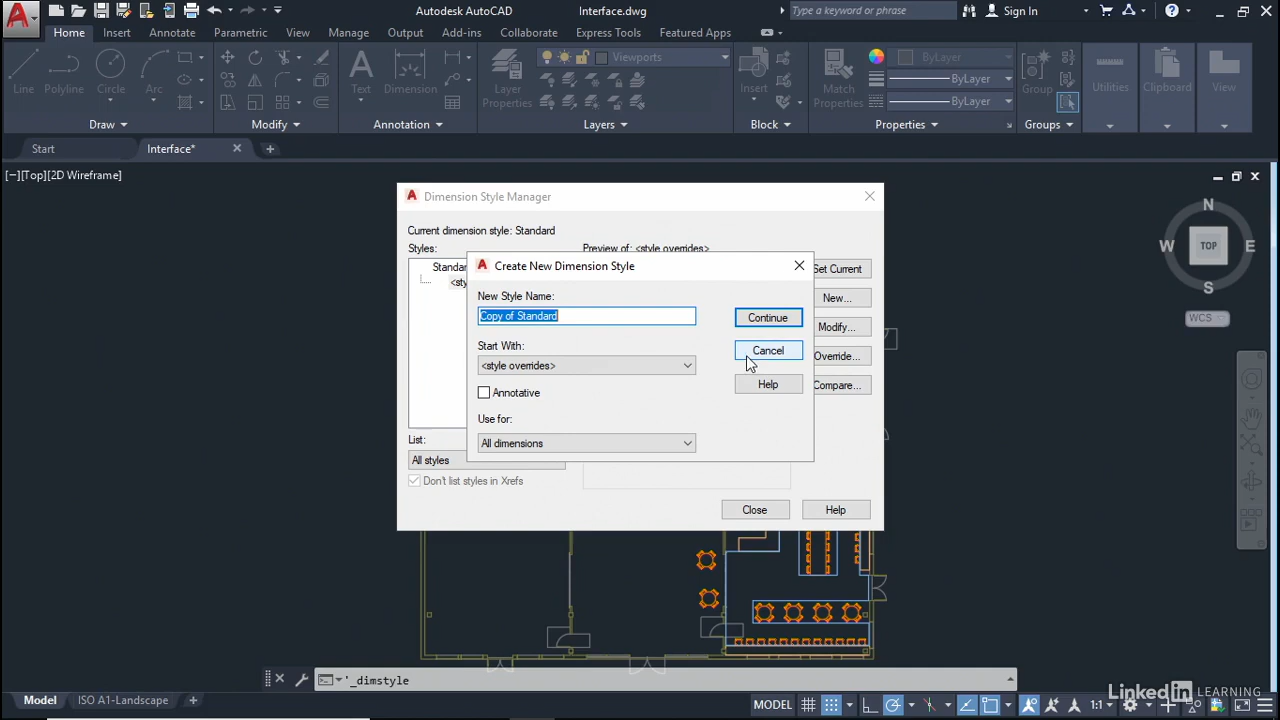 Autodesk AutoCAD
Interface.dwg
Type a keyword or phrase
Sign In
Home
Insert
Annotate
Parametric
View
Manage
Output
Add-ins
Collaborate
Express Tools
Featured Apps
Line
Polyline
Circle
Arc
Text
Dimension
Layer
Properties
Viewports
Insert
Match
Properties
ByLayer
ByLayer
ByLayer
Group
Utilities
Clipboard
View
Draw
Modify
Annotation
Layers
Block
Properties
Groups
Start
Interface*
[−][Top][2D Wireframe]
N
W
TOP
E
S
WCS
Dimension Style Manager
Current dimension style: Standard
Styles:
Preview of: <style overrides>
Standar
<sty
Set Current
New...
Modify...
Override...
Compare...
Create New Dimension Style
New Style Name:
Copy of Standard
Continue
Start With:
Cancel
<style overrides>
Help
Annotative
Use for:
All dimensions
List:
All styles
Don't list styles in Xrefs
Close
Help
'_dimstyle
Model
ISO A1-Landscape
MODEL
1:1
LinkedIn LEARNING